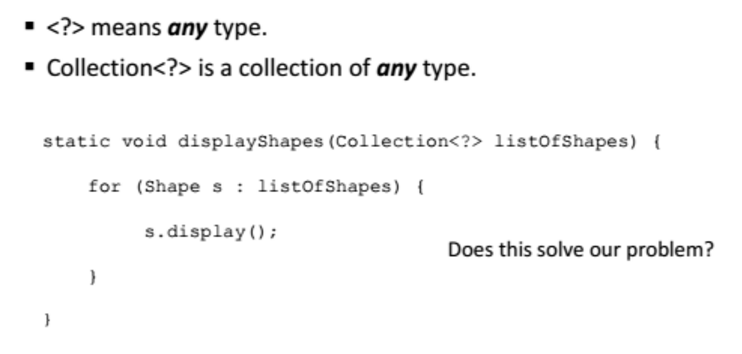 ▪ <?> means any type.
▪ Collection<?> is a collection of any type.
static void displayShapes(Collection<?> listOfShapes) {
for (Shape s : listOfShapes) {
s.display();
Does this solve our problem?
}
}